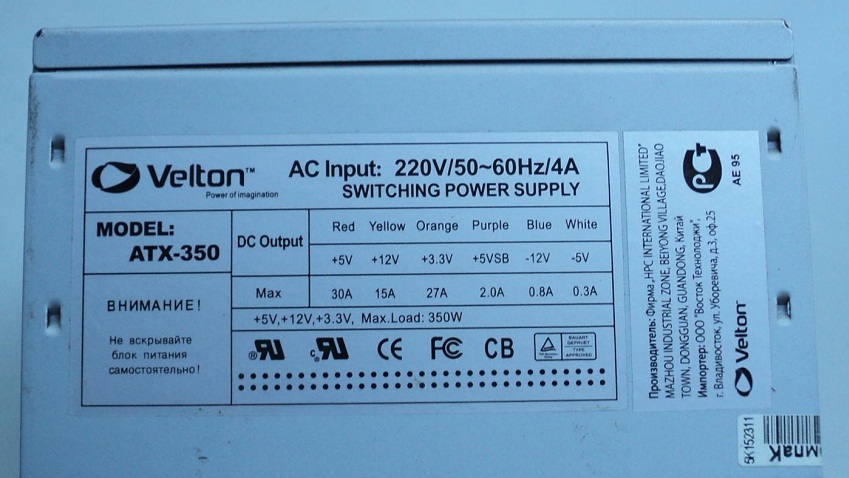 Velton™
Power of imagination
AC Input: 220V/50~60Hz/4A
SWITCHING POWER SUPPLY
MODEL:
ATX-350
DC Output
Red Yellow Orange Purple Blue White
+5V +12V +3.3V +5VSB -12V -5V
Max 30A 15A 27A 2.0A 0.8A 0.3A
+5V,+12V,+3.3V, Max.Load: 350W
ВНИМАНИЕ!
Не вскрывайте
блок питания
самостоятельно!
CE FC CB
BAUART
GEPRÜFT
TYPE
APPROVED
Производитель: Фирма „HPC INTERNATIONAL LIMITED"
MAZHOU INDUSTRIAL ZONE, BEIYONG VILLAGE,DAOJIAO
TOWN, DONGGUAN, GUANDONG, Китай
Импортер: ООО "Восток Технолоджи",
г. Владивосток, ул. Уборевича, д.3, оф.25
Velton
РСТ
AE 95
5K152311
омпаК